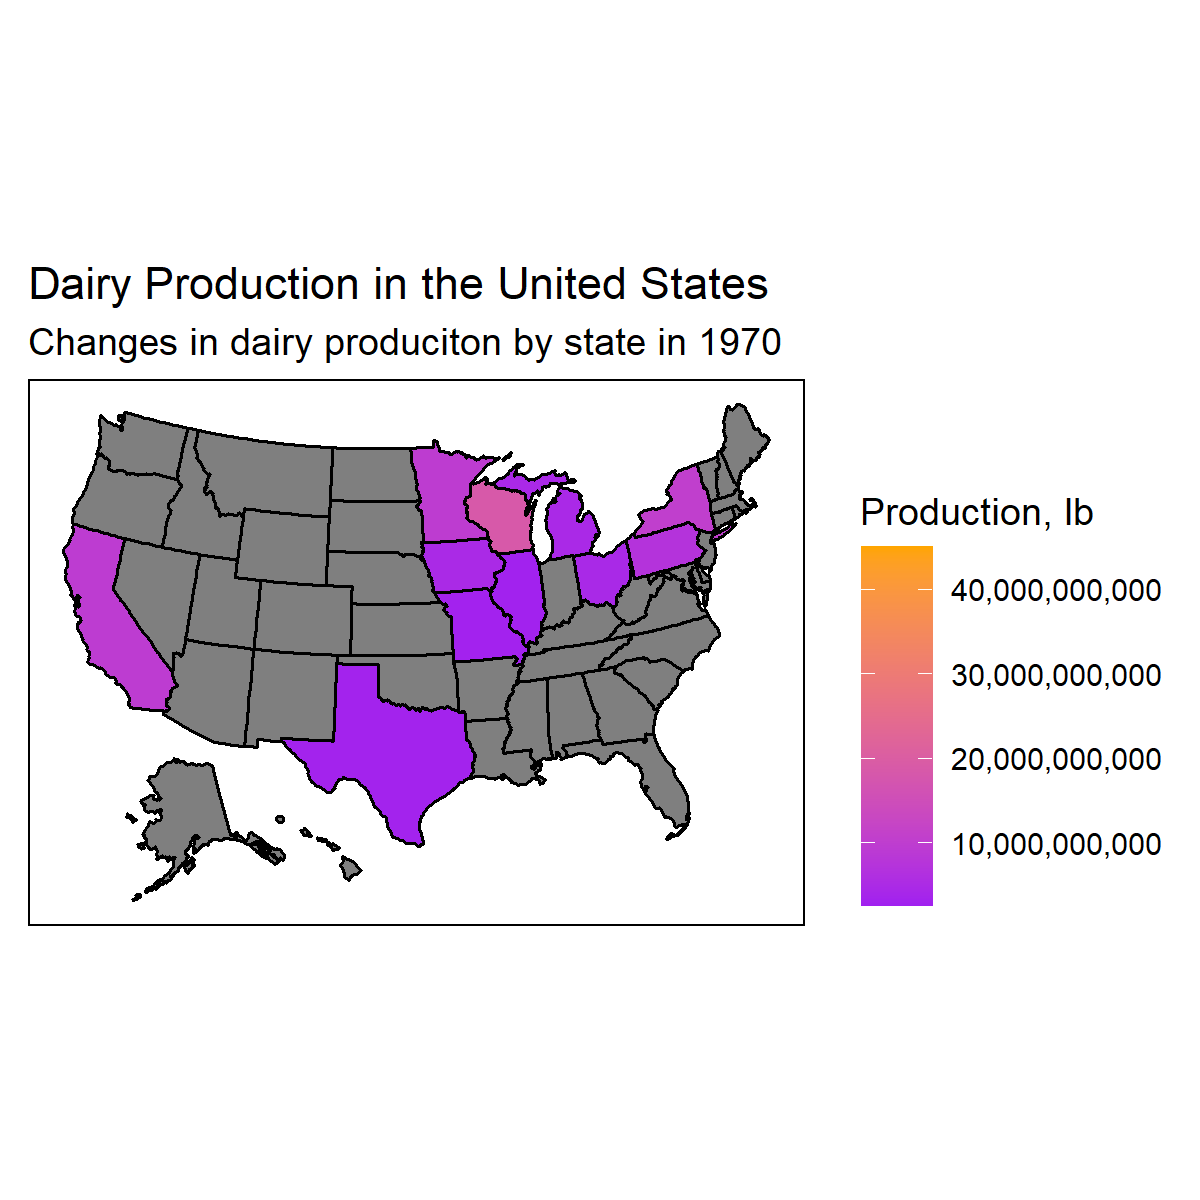 Dairy Production in the United States
Changes in dairy produciton by state in 1970
Production, lb
40,000,000,000
30,000,000,000
20,000,000,000
10,000,000,000